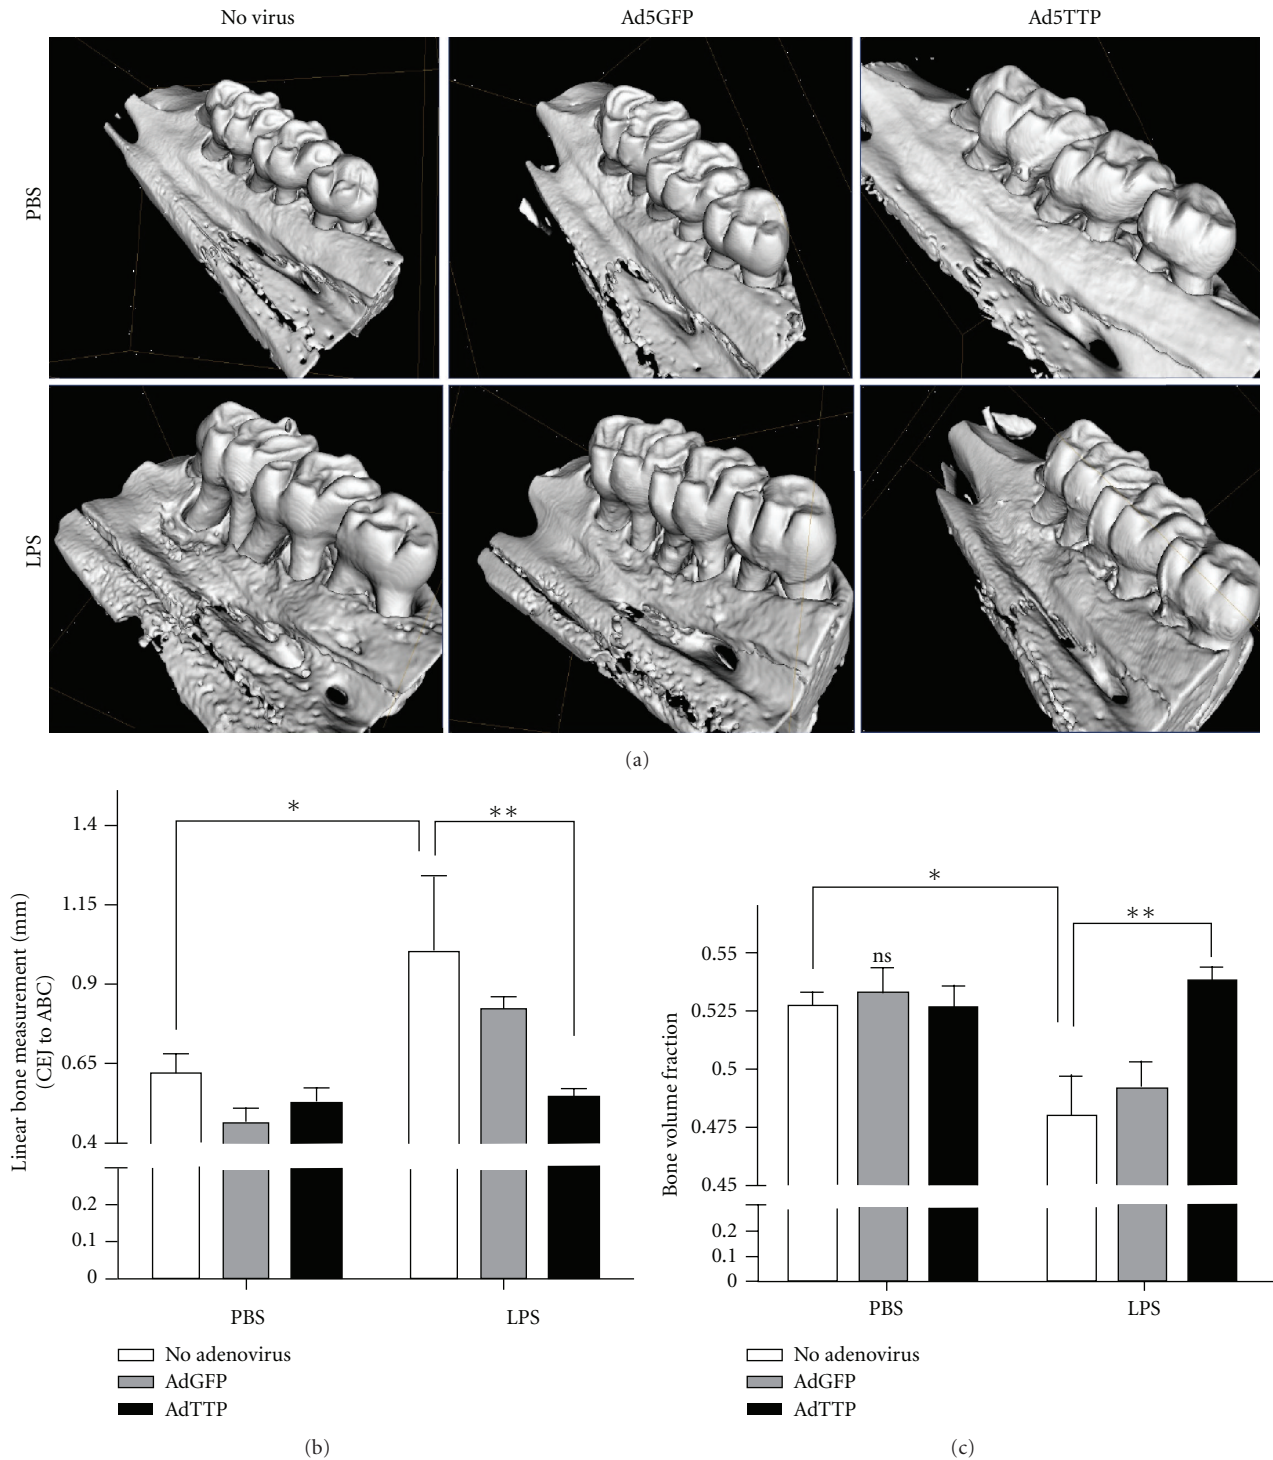 No virus
Ad5GFP
Ad5TTP
PBS
LPS
(a)
Linear bone measurement (mm)
(CEJ to ABC)
1.4
1.15
0.9
0.65
0.4
0.2
0.1
0
*
**
PBS
LPS
No adenovirus
AdGFP
AdTTP
(b)
Bone volume fraction
0.55
0.525
0.5
0.475
0.45
0.2
0.1
0
*
**
ns
PBS
LPS
No adenovirus
AdGFP
AdTTP
(c)